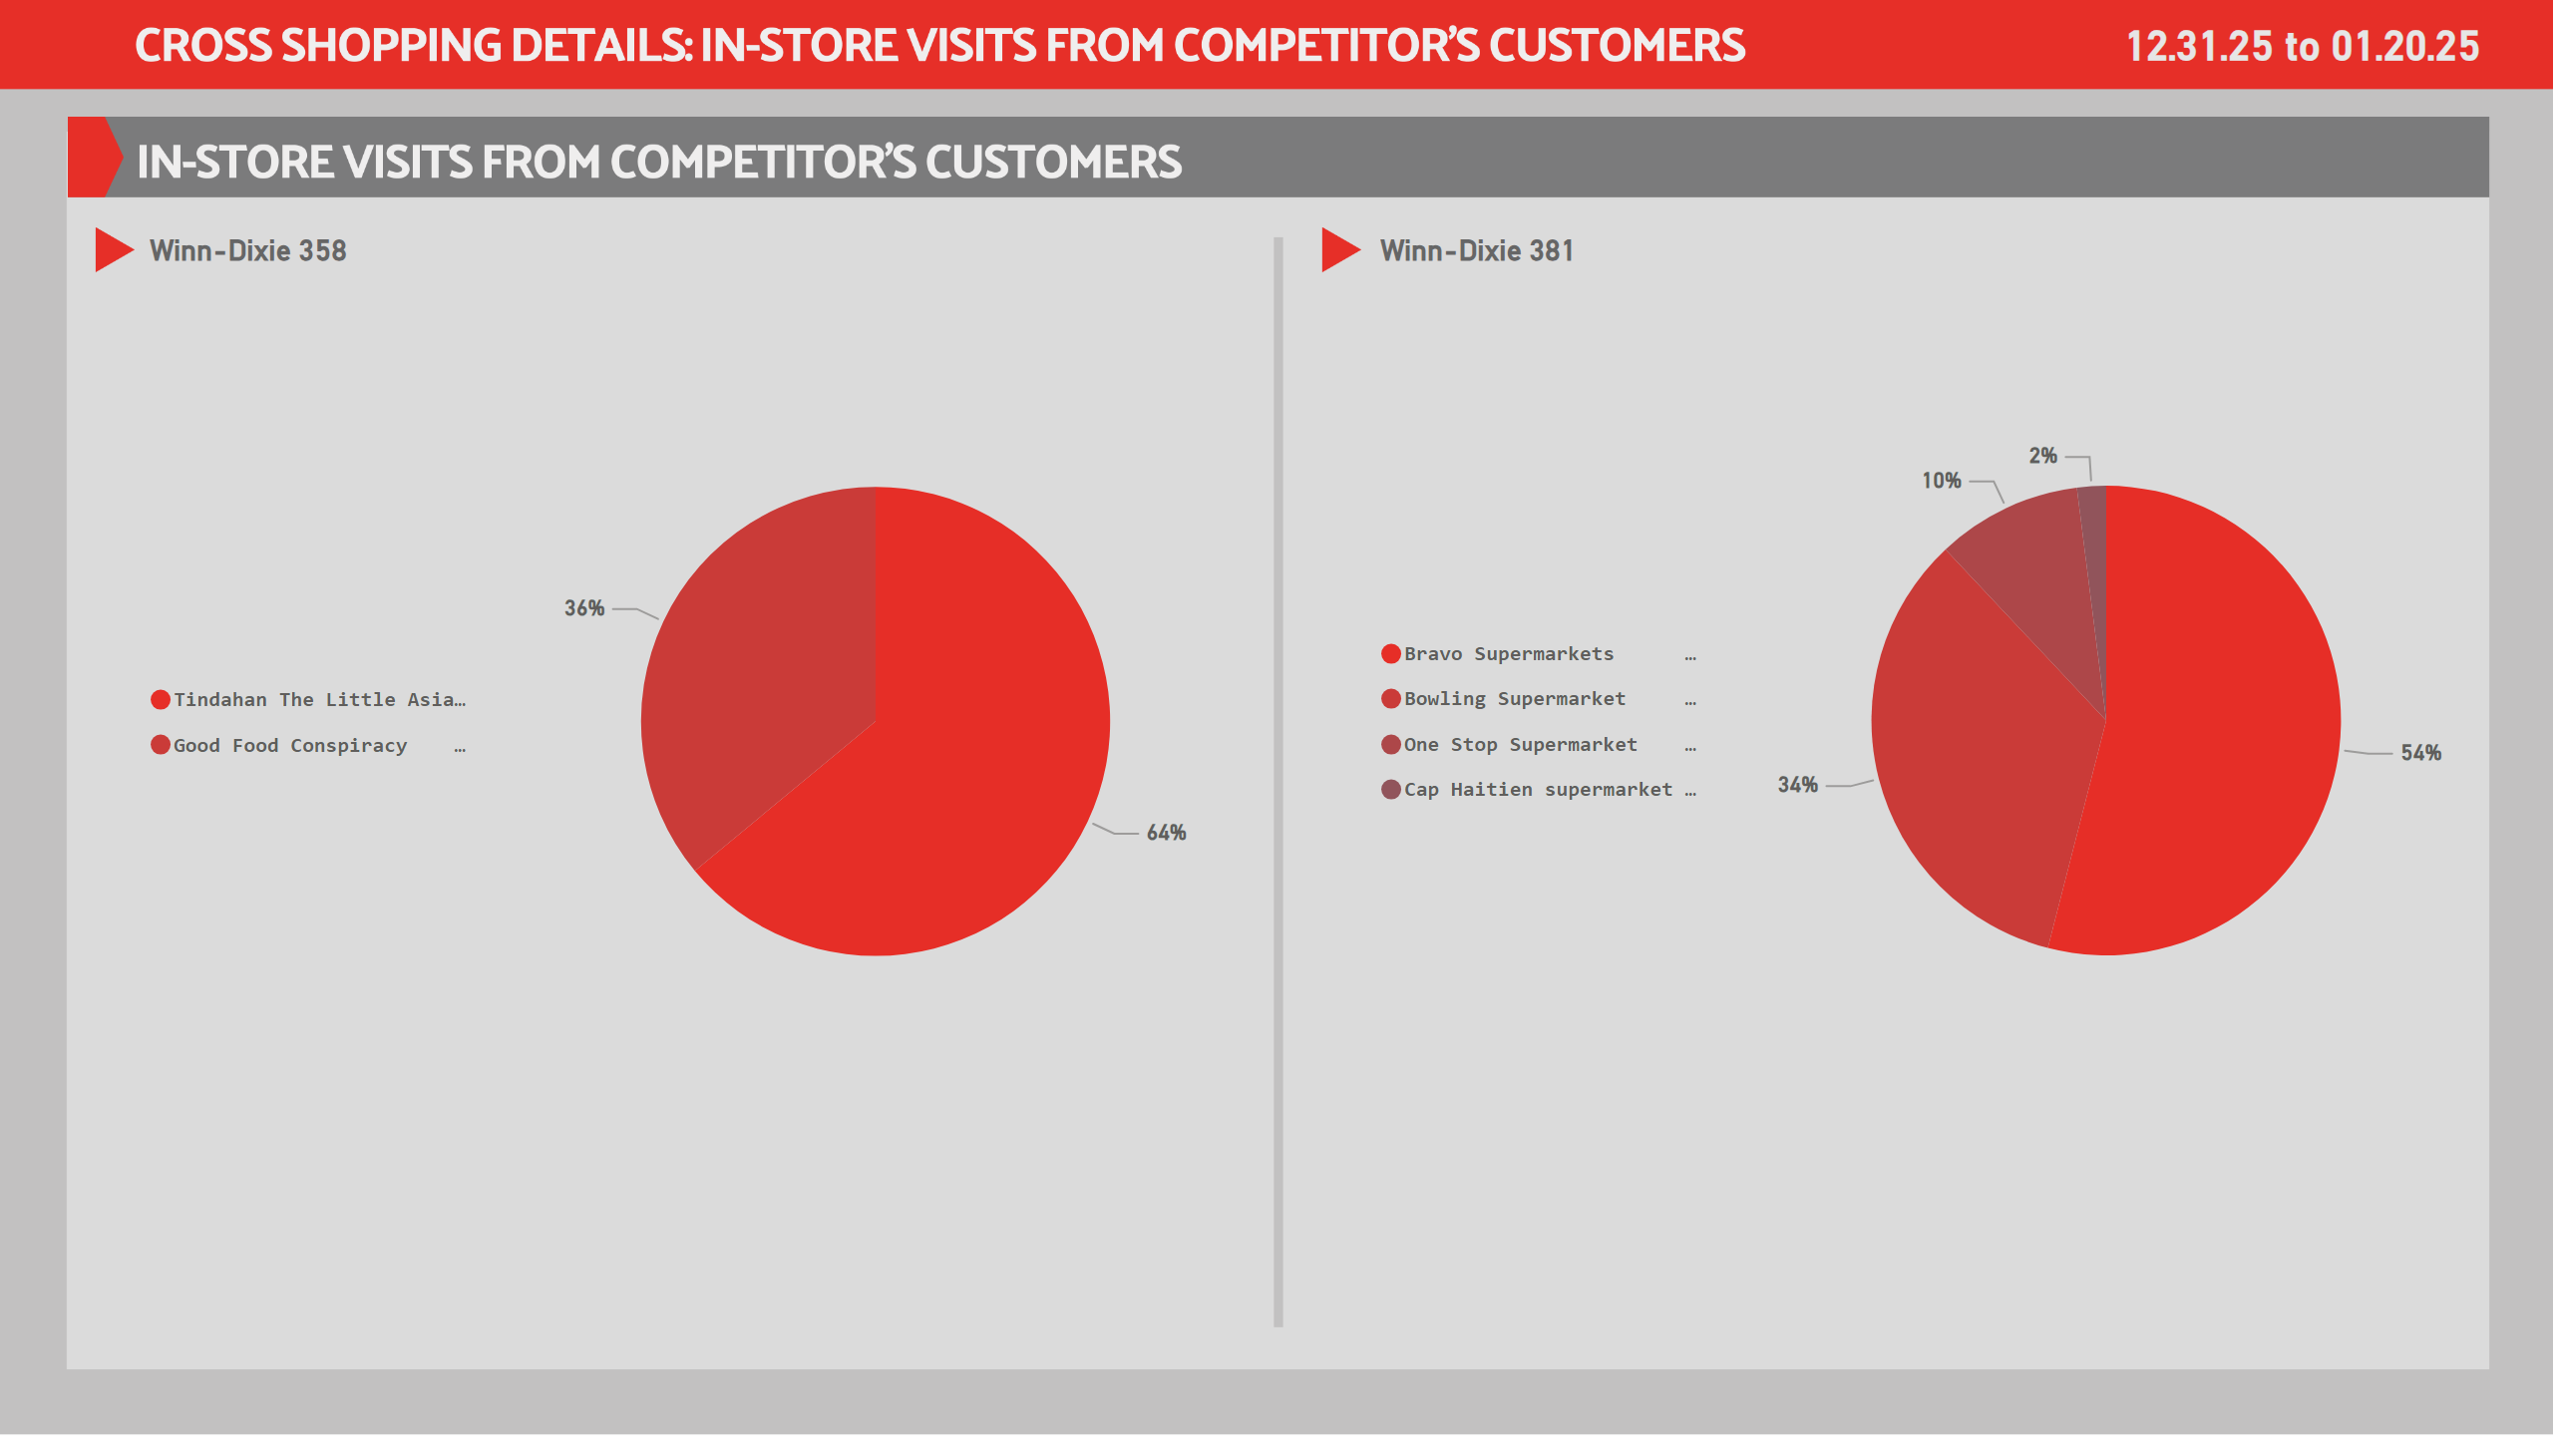 CROSS SHOPPING DETAILS: IN-STORE VISITS FROM COMPETITOR’S CUSTOMERS
12.31.25 to 01.20.25
IN-STORE VISITS FROM COMPETITOR’S CUSTOMERS
Winn-Dixie 358
36%
64%
Tindahan The Little Asia…
Good Food Conspiracy …
Winn-Dixie 381
2%
10%
54%
34%
Bravo Supermarkets …
Bowling Supermarket …
One Stop Supermarket …
Cap Haitien supermarket …